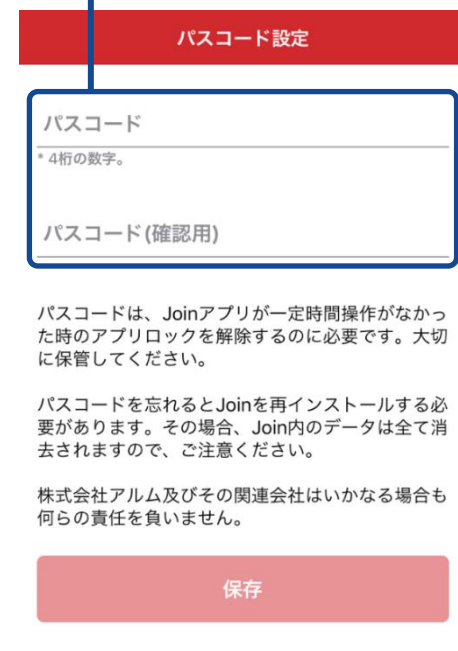 パスコード設定
パスコード
* 4桁の数字。
パスコード(確認用)
パスコードは、Joinアプリが一定時間操作がなかっ
た時のアプリロックを解除するのに必要です。大切
に保管してください。
パスコードを忘れるとJoinを再インストールする必
要があります。その場合、Join内のデータは全て消
去されますので、ご注意ください。
株式会社アルム及びその関連会社はいかなる場合も
何らの責任を負いません。
保存